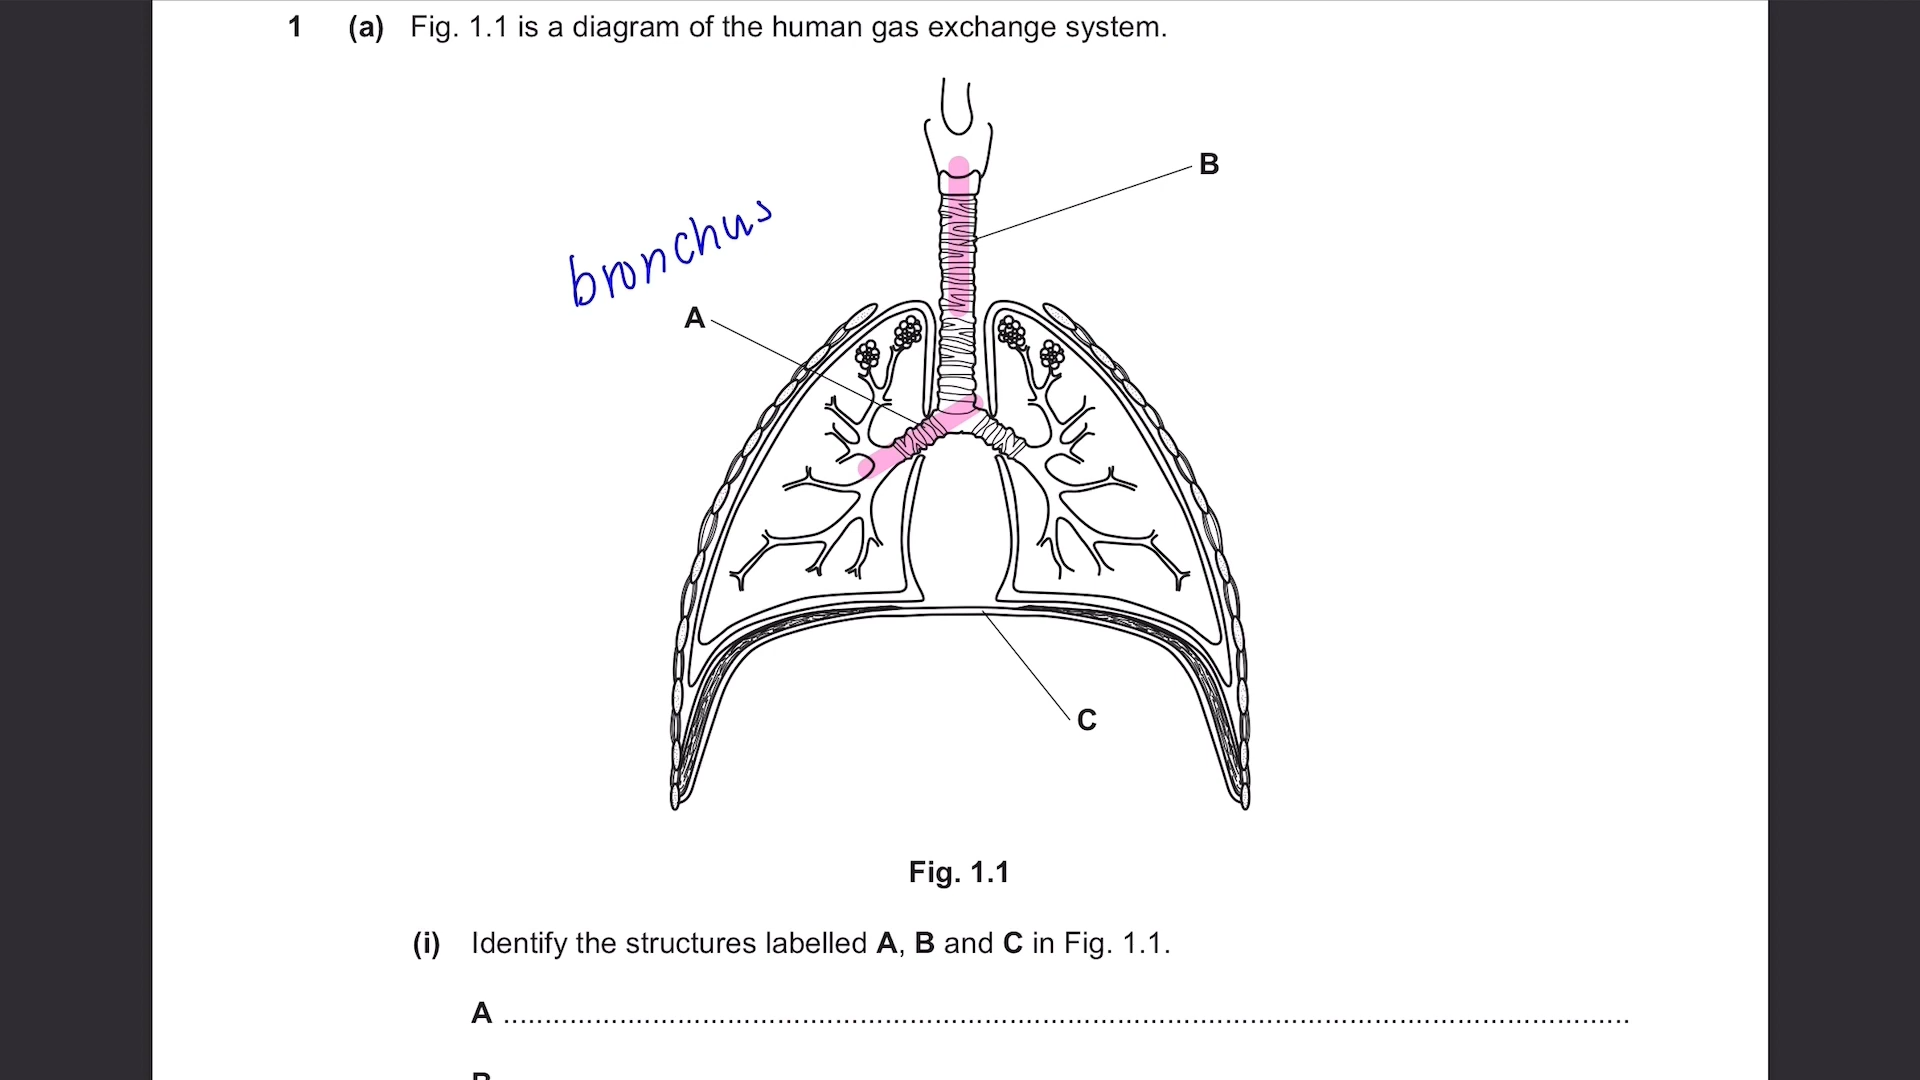 1 (a) Fig. 1.1 is a diagram of the human gas exchange system.
B
bronchus
A
C
Fig. 1.1
(i) Identify the structures labelled A, B and C in Fig. 1.1.
A ........................................................................................................................